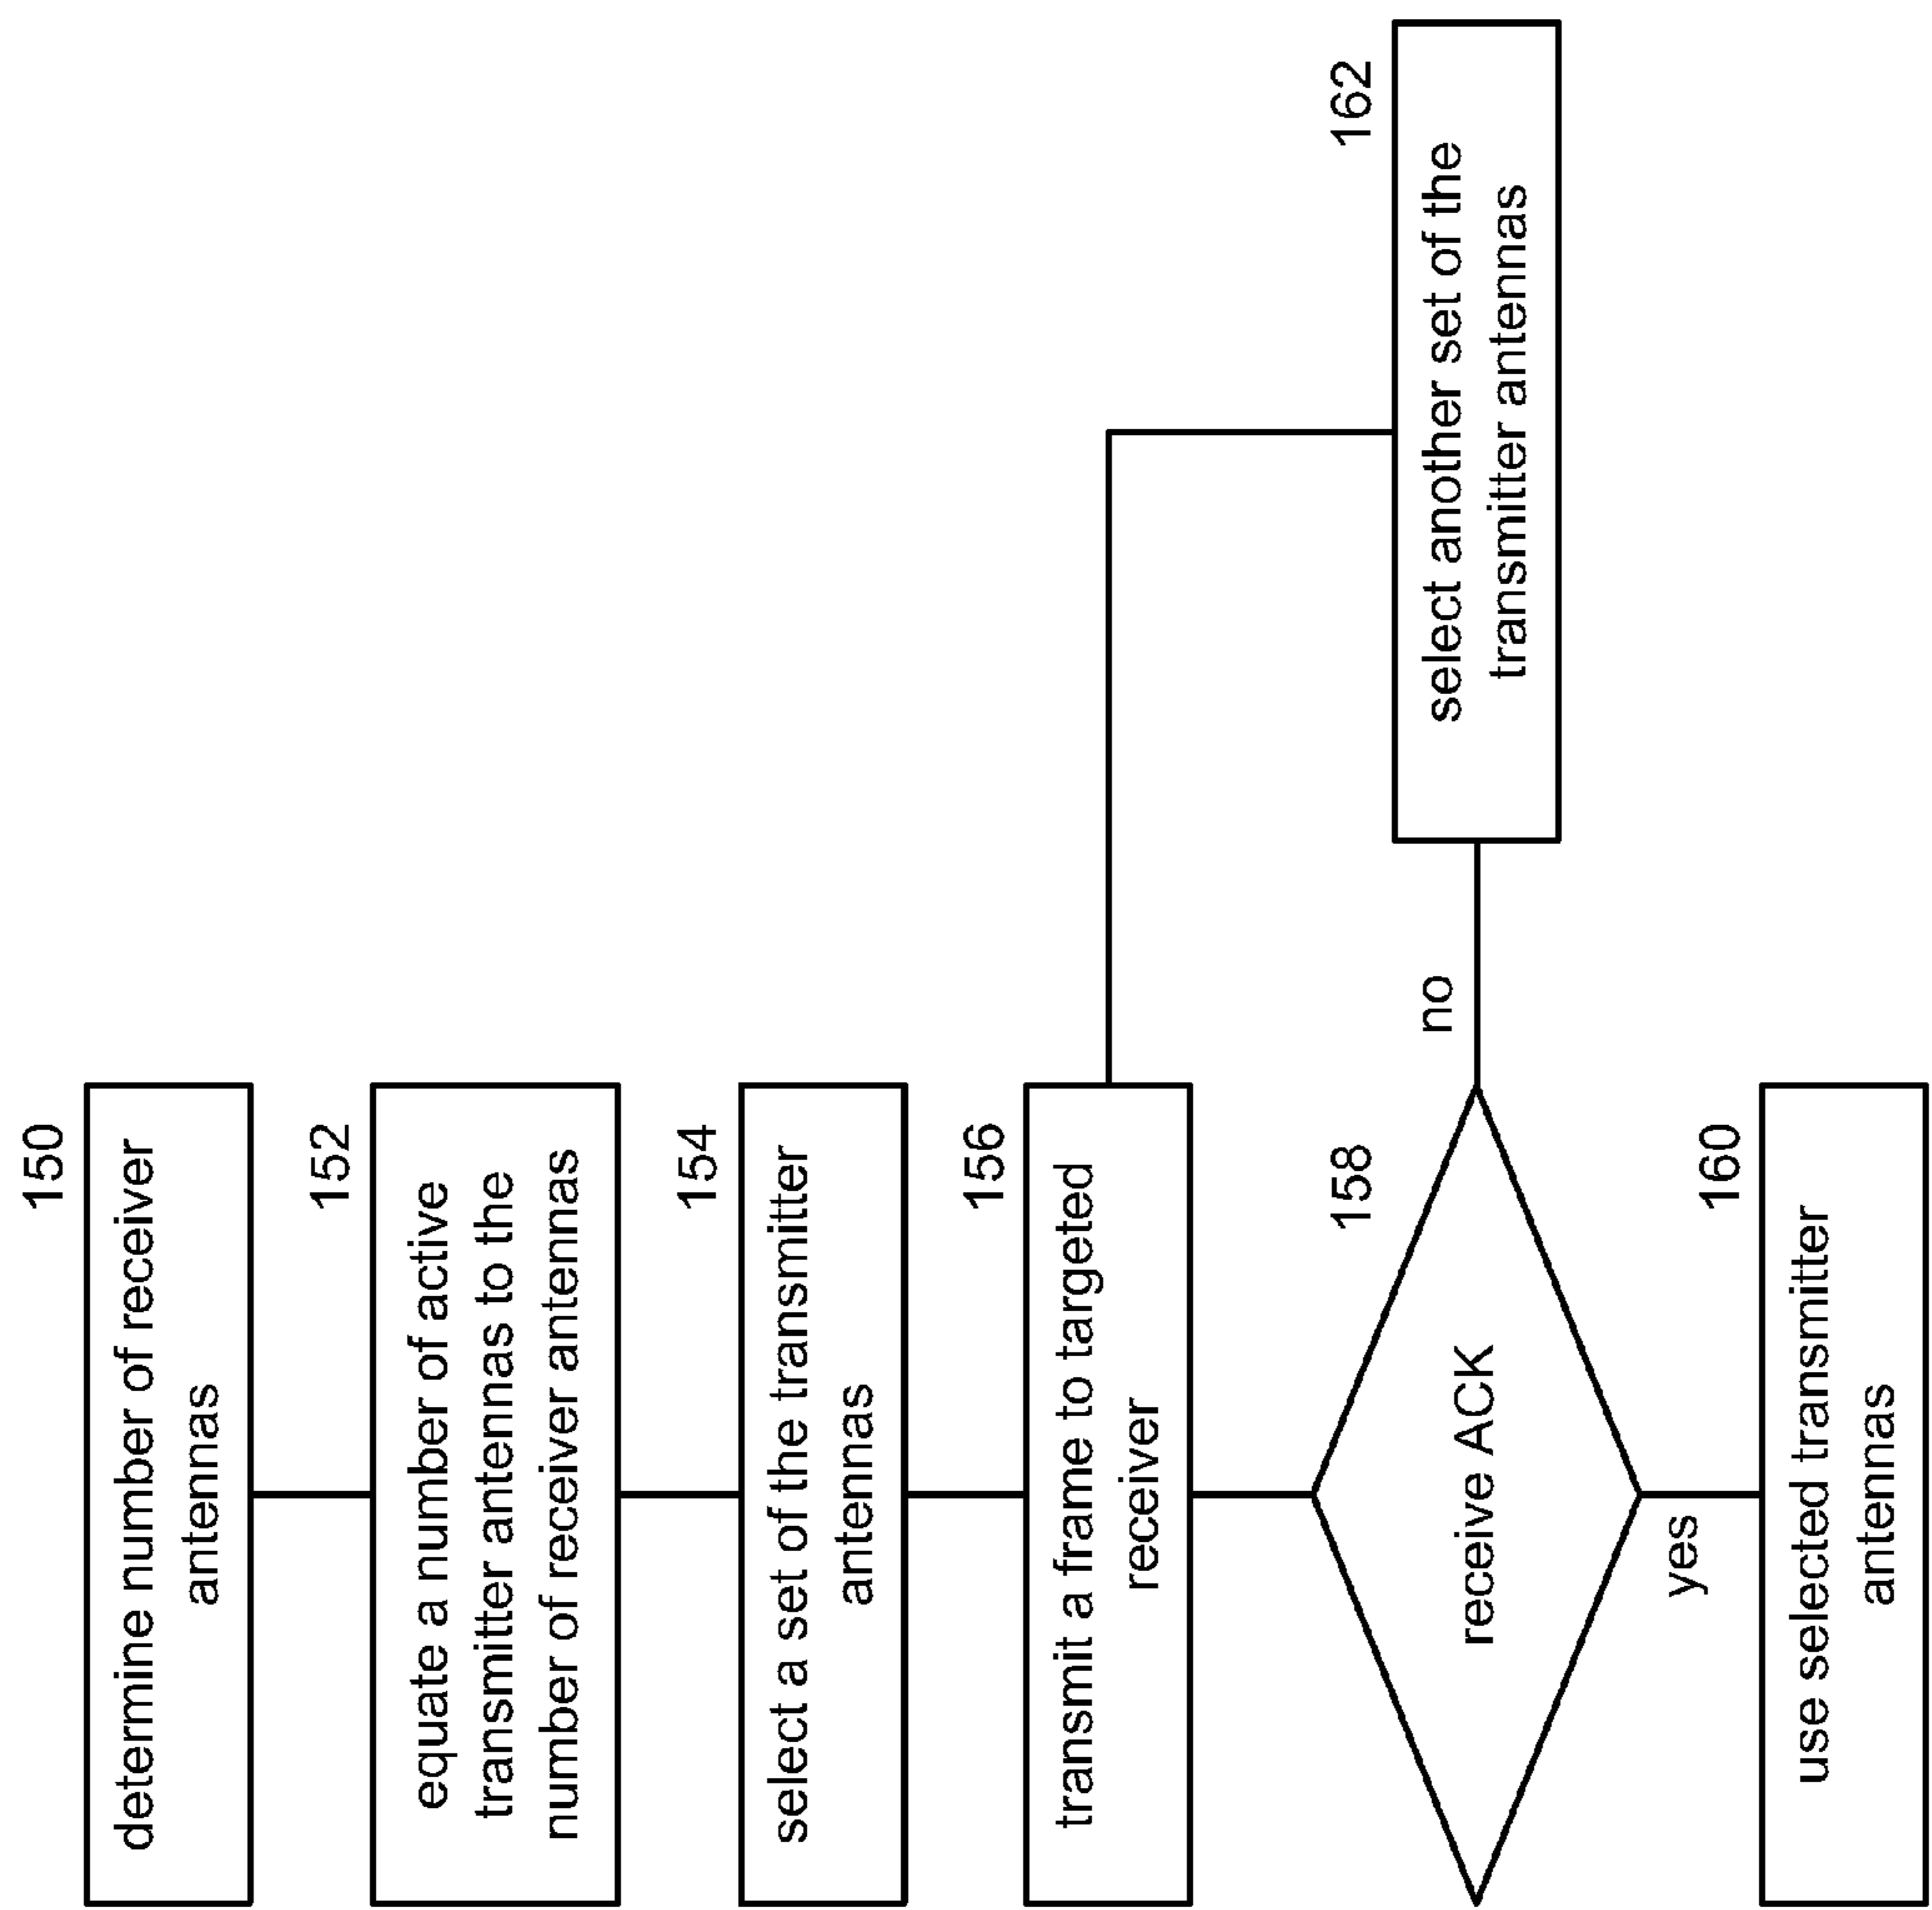 150
determine number of receiver
antennas
152
equate a number of active
transmitter antennas to the
number of receiver antennas
154
select a set of the transmitter
antennas
156
transmit a frame to targeted
receiver
158
receive ACK
no
162
select another set of the
transmitter antennas
yes
160
use selected transmitter
antennas